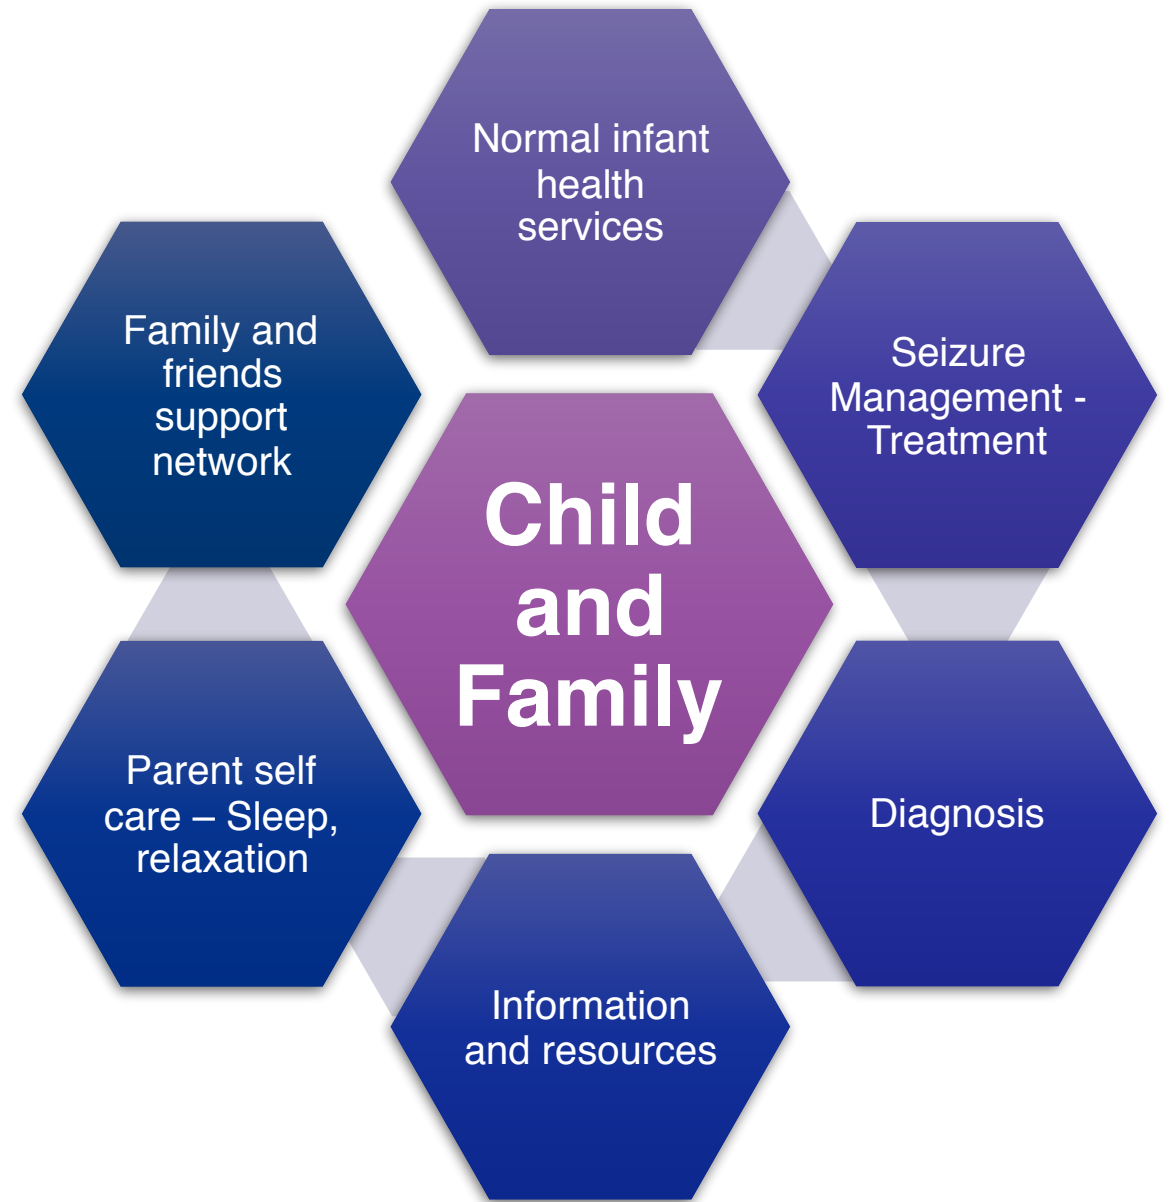 Normal infant
health
services
Seizure
Management -
Treatment
Diagnosis
Information
and resources
Parent self
care – Sleep,
relaxation
Family and
friends
support
network
Child
and
Family